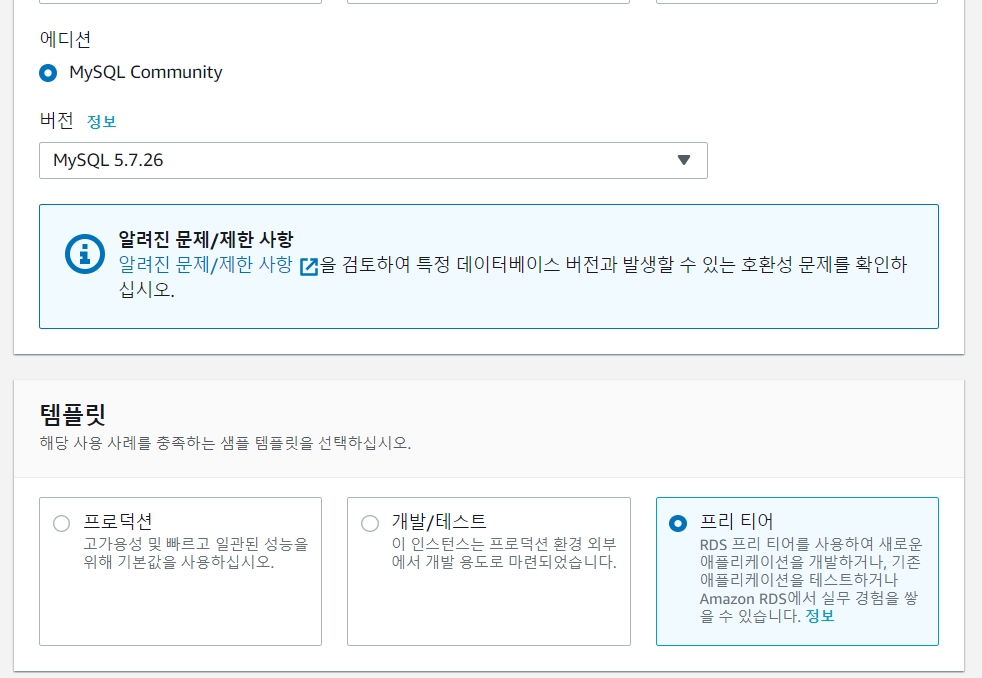 에디션
MySQL Community
버전 정보
MySQL 5.7.26
알려진 문제/제한 사항
알려진 문제/제한 사항 을 검토하여 특정 데이터베이스 버전과 발생할 수 있는 호환성 문제를 확인하
십시오.
템플릿
해당 사용 사례를 충족하는 샘플 템플릿을 선택하십시오.
프로덕션
고가용성 및 빠르고 일관된 성능을
위해 기본값을 사용하십시오.
개발/테스트
이 인스턴스는 프로덕션 환경 외부
에서 개발 용도로 마련되었습니다.
프리 티어
RDS 프리 티어를 사용하여 새로운
애플리케이션을 개발하거나, 기존
애플리케이션을 테스트하거나
Amazon RDS에서 실무 경험을 쌓
을 수 있습니다. 정보